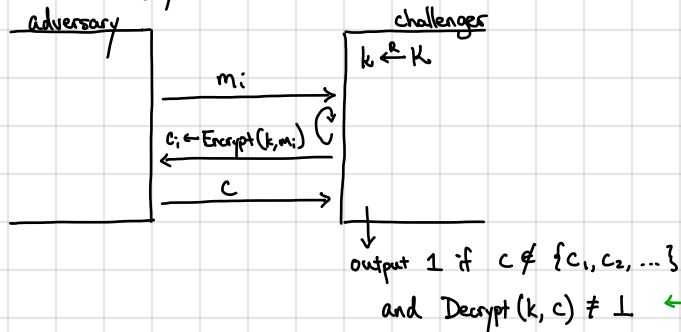 adversary
challenger
k ←ᴿ K
mᵢ
cᵢ ← Encrypt(k, mᵢ)
c
output 1 if c ∉ {c₁, c₂, ...}
and Decrypt(k, c) ≠ ⊥ ←